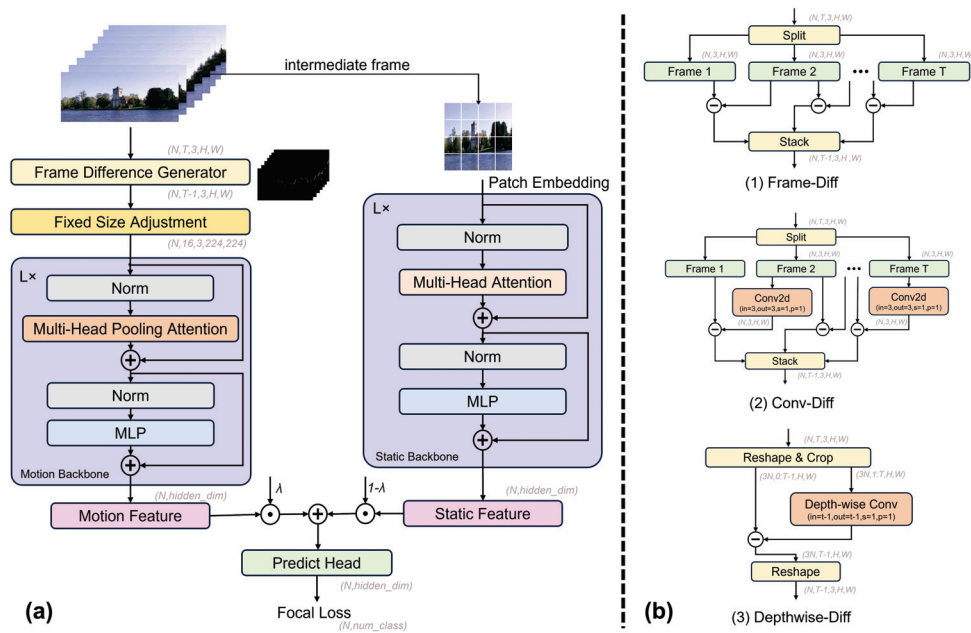 intermediate frame
(N,T,3,H,W)
Frame Difference Generator
(N,T-1,3,H,W)
Fixed Size Adjustment
(N,16,3,224,224)
L×
Norm
Multi-Head Pooling Attention
Norm
MLP
Motion Backbone
(N,hidden_dim)
Motion Feature
λ
Patch Embedding
L×
Norm
Multi-Head Attention
Norm
MLP
Static Backbone
(N,hidden_dim)
1-λ
Static Feature
Predict Head
(N,hidden_dim)
Focal Loss
(N,num_class)
(a)
(N,T,3,H,W)
Split
(N,3,H,W) (N,3,H,W) (N,3,H,W)
Frame 1 Frame 2 ••• Frame T
Stack
(N,T-1,3,H ,W)
(1) Frame-Diff
(N,T,3,H,W)
Split
(N,3,H,W) (N,3,H,W) (N,3,H,W)
Frame 1 Frame 2 ••• Frame T
Conv2d Conv2d
(in=3,out=3,s=1,p=1) (in=3,out=3,s=1,p=1)
(N,3,H,W) (N,3,H,W)
Stack
(N,T-1,3,H,W)
(2) Conv-Diff
(N,T,3,H,W)
Reshape & Crop
(3N,0:T-1,H,W) (3N,1:T,H,W)
Depth-wise Conv
(in=t-1,out=t-1,s=1,p=1)
(3N,T-1,H,W)
Reshape
(N,T-1,3,H,W)
(3) Depthwise-Diff
(b)